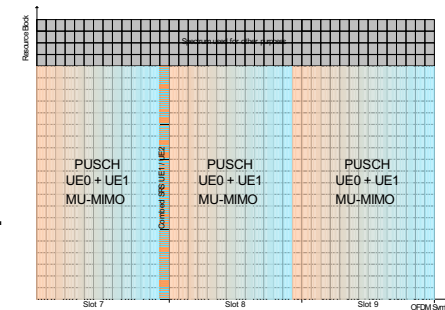 Resource Block
Spectrum used for other purposes
PUSCH
UE0 + UE1
MU-MIMO
Combed SRS UE1 / UE2
PUSCH
UE0 + UE1
MU-MIMO
PUSCH
UE0 + UE1
MU-MIMO
Slot 7
Slot 8
Slot 9
OFDM Sym